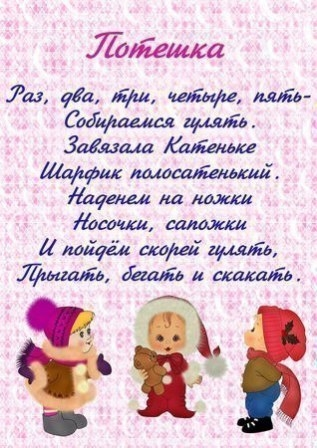 Потешка
Раз, два, три, четыре, пять-
Собираемся гулять.
Завязала Катеньке
Шарфик полосатенький.
Наденем на ножки
Носочки, сапожки
И пойдём скорей гулять,
Прыгать, бегать и скакать.